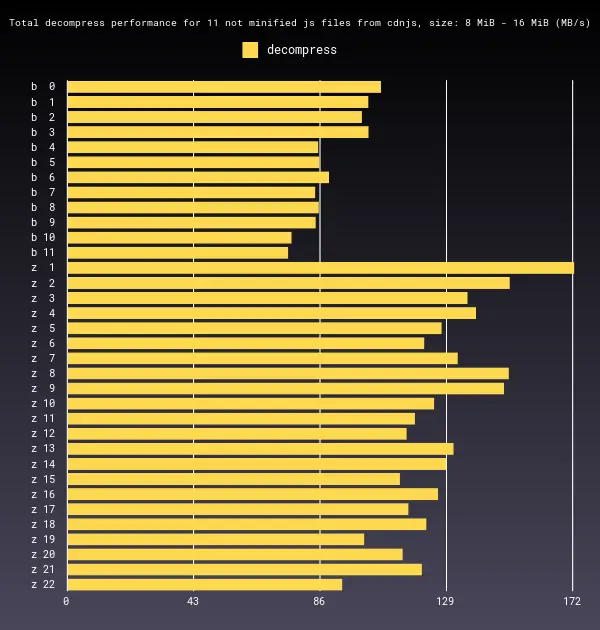 Total decompress performance for 11 not minified js files from cdnjs, size: 8 MiB - 16 MiB (MB/s)
decompress
b 0
b 1
b 2
b 3
b 4
b 5
b 6
b 7
b 8
b 9
b 10
b 11
z 1
z 2
z 3
z 4
z 5
z 6
z 7
z 8
z 9
z 10
z 11
z 12
z 13
z 14
z 15
z 16
z 17
z 18
z 19
z 20
z 21
z 22
0 43 86 129 172